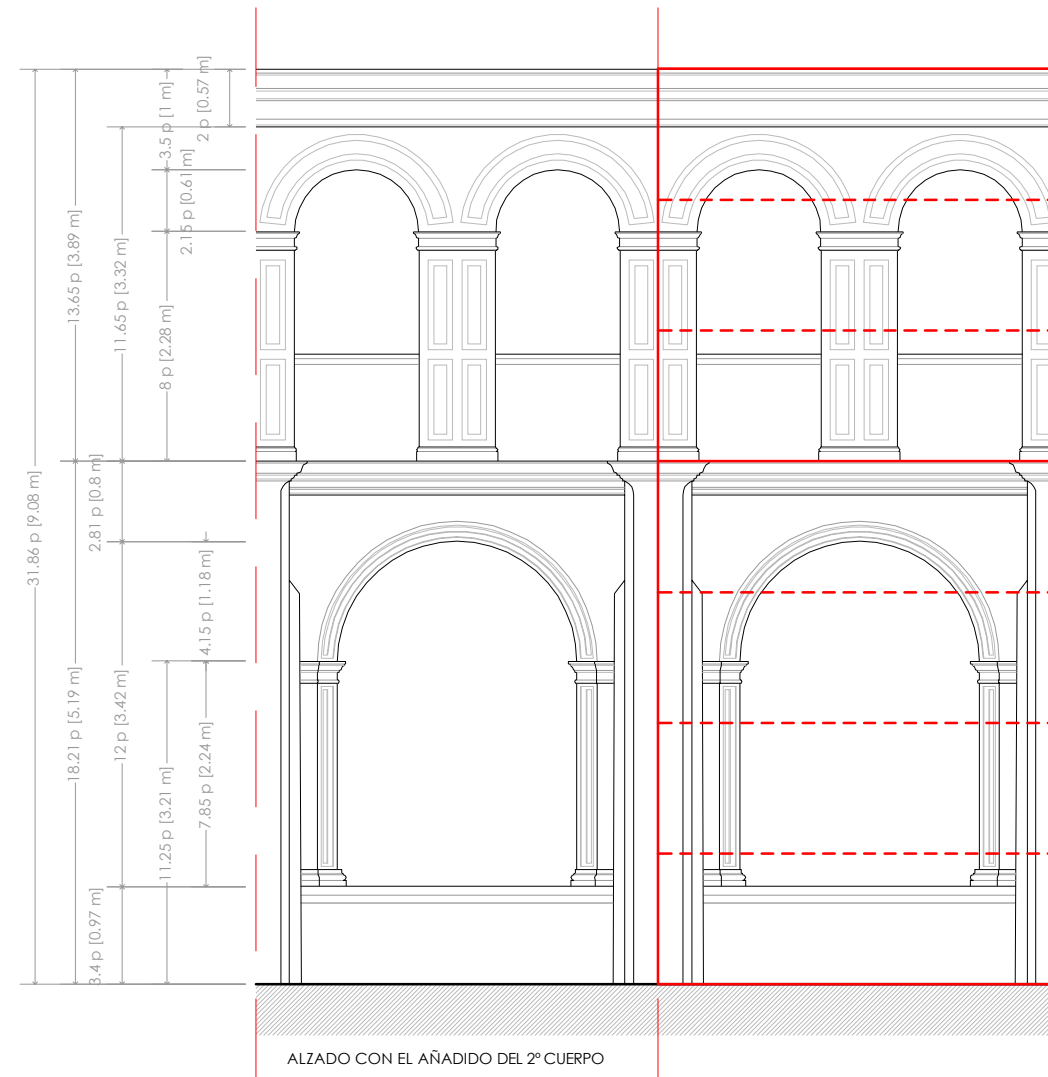 31.86 p [9.08 m]
13.65 p [3.89 m]
18.21 p [5.19 m]
11.65 p [3.32 m]
2.81 p [0.8 m]
12 p [3.42 m]
3.4 p [0.97 m]
3.5 p [1 m]
2.15 p [0.61 m]
8 p [2.28 m]
11.25 p [3.21 m]
2 p [0.57 m]
4.15 p [1.18 m]
7.85 p [2.24 m]
ALZADO CON EL AÑADIDO DEL 2º CUERPO